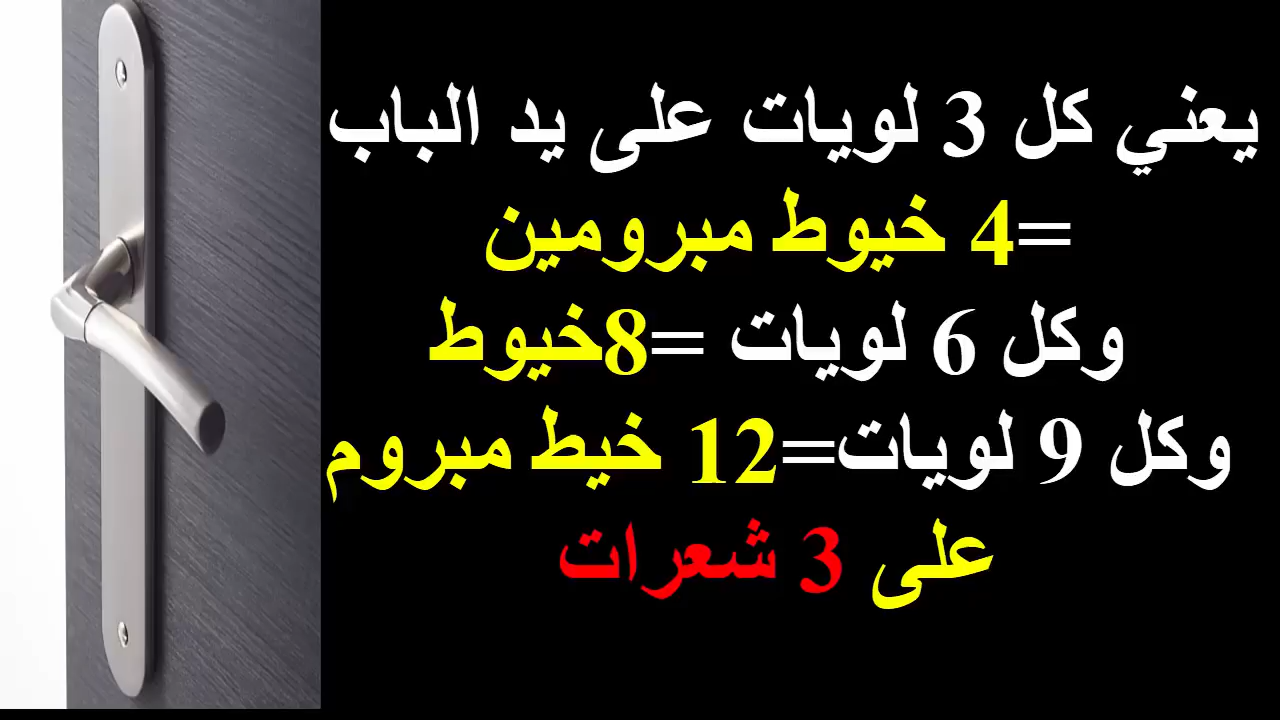 يعني كل 3 لويات على يد الباب
=4 خيوط مبرومين
وكل 6 لويات =8خيوط
وكل 9 لويات=12 خيط مبروم
على 3 شعرات